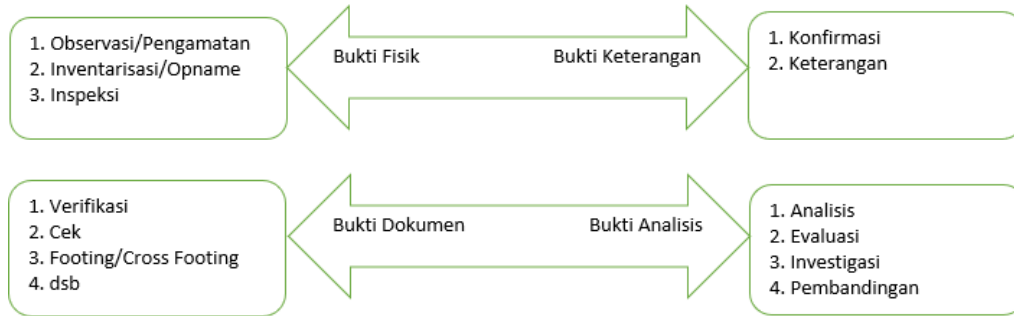 1. Observasi/Pengamatan
2. Inventarisasi/Opname
3. Inspeksi
Bukti Fisik
Bukti Keterangan
1. Konfirmasi
2. Keterangan
1. Verifikasi
2. Cek
3. Footing/Cross Footing
4. dsb
Bukti Dokumen
Bukti Analisis
1. Analisis
2. Evaluasi
3. Investigasi
4. Pembandingan